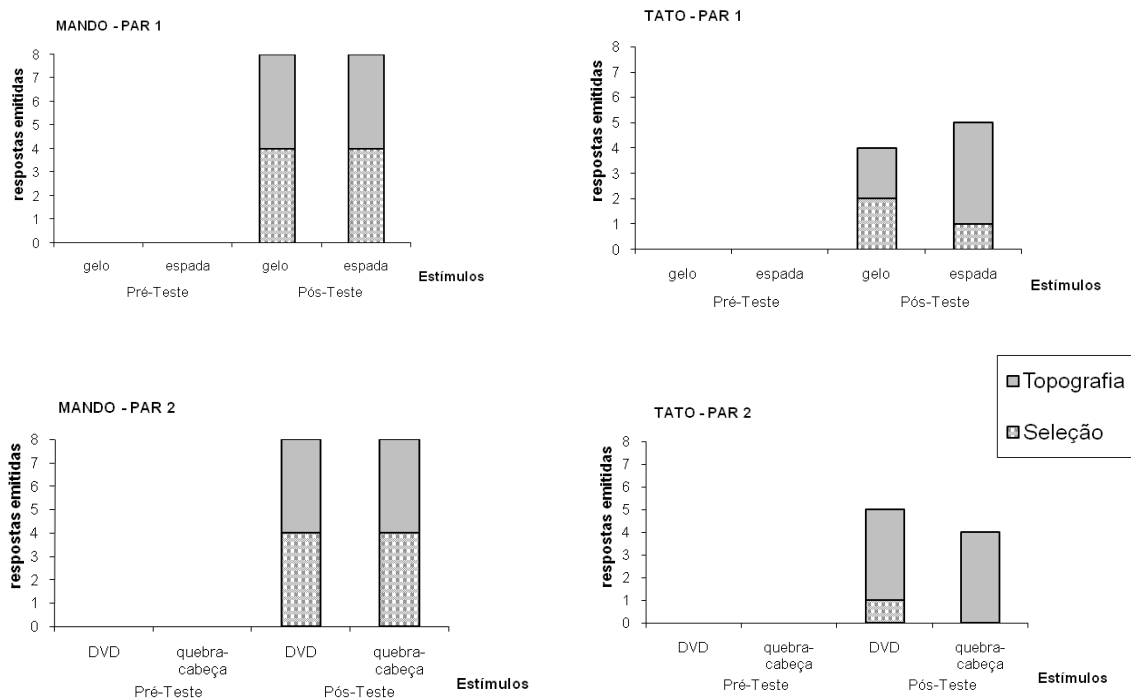 MANDO - PAR 1
respostas emitidas
8
7
6
5
4
3
2
1
0
gelo espada gelo espada
Estímulos
Pré-Teste Pós-Teste
TATO - PAR 1
respostas emitidas
8
7
6
5
4
3
2
1
0
gelo espada gelo espada
Estímulos
Pré-Teste Pós-Teste
MANDO - PAR 2
respostas emitidas
8
7
6
5
4
3
2
1
0
DVD quebra- DVD quebra-
cabeça cabeça
Pré-Teste Pós-Teste
Estímulos
Topografia
Seleção
TATO - PAR 2
respostas emitidas
8
7
6
5
4
3
2
1
0
DVD quebra- DVD quebra-
cabeça cabeça
Pré-Teste Pós-Teste
Estímulos